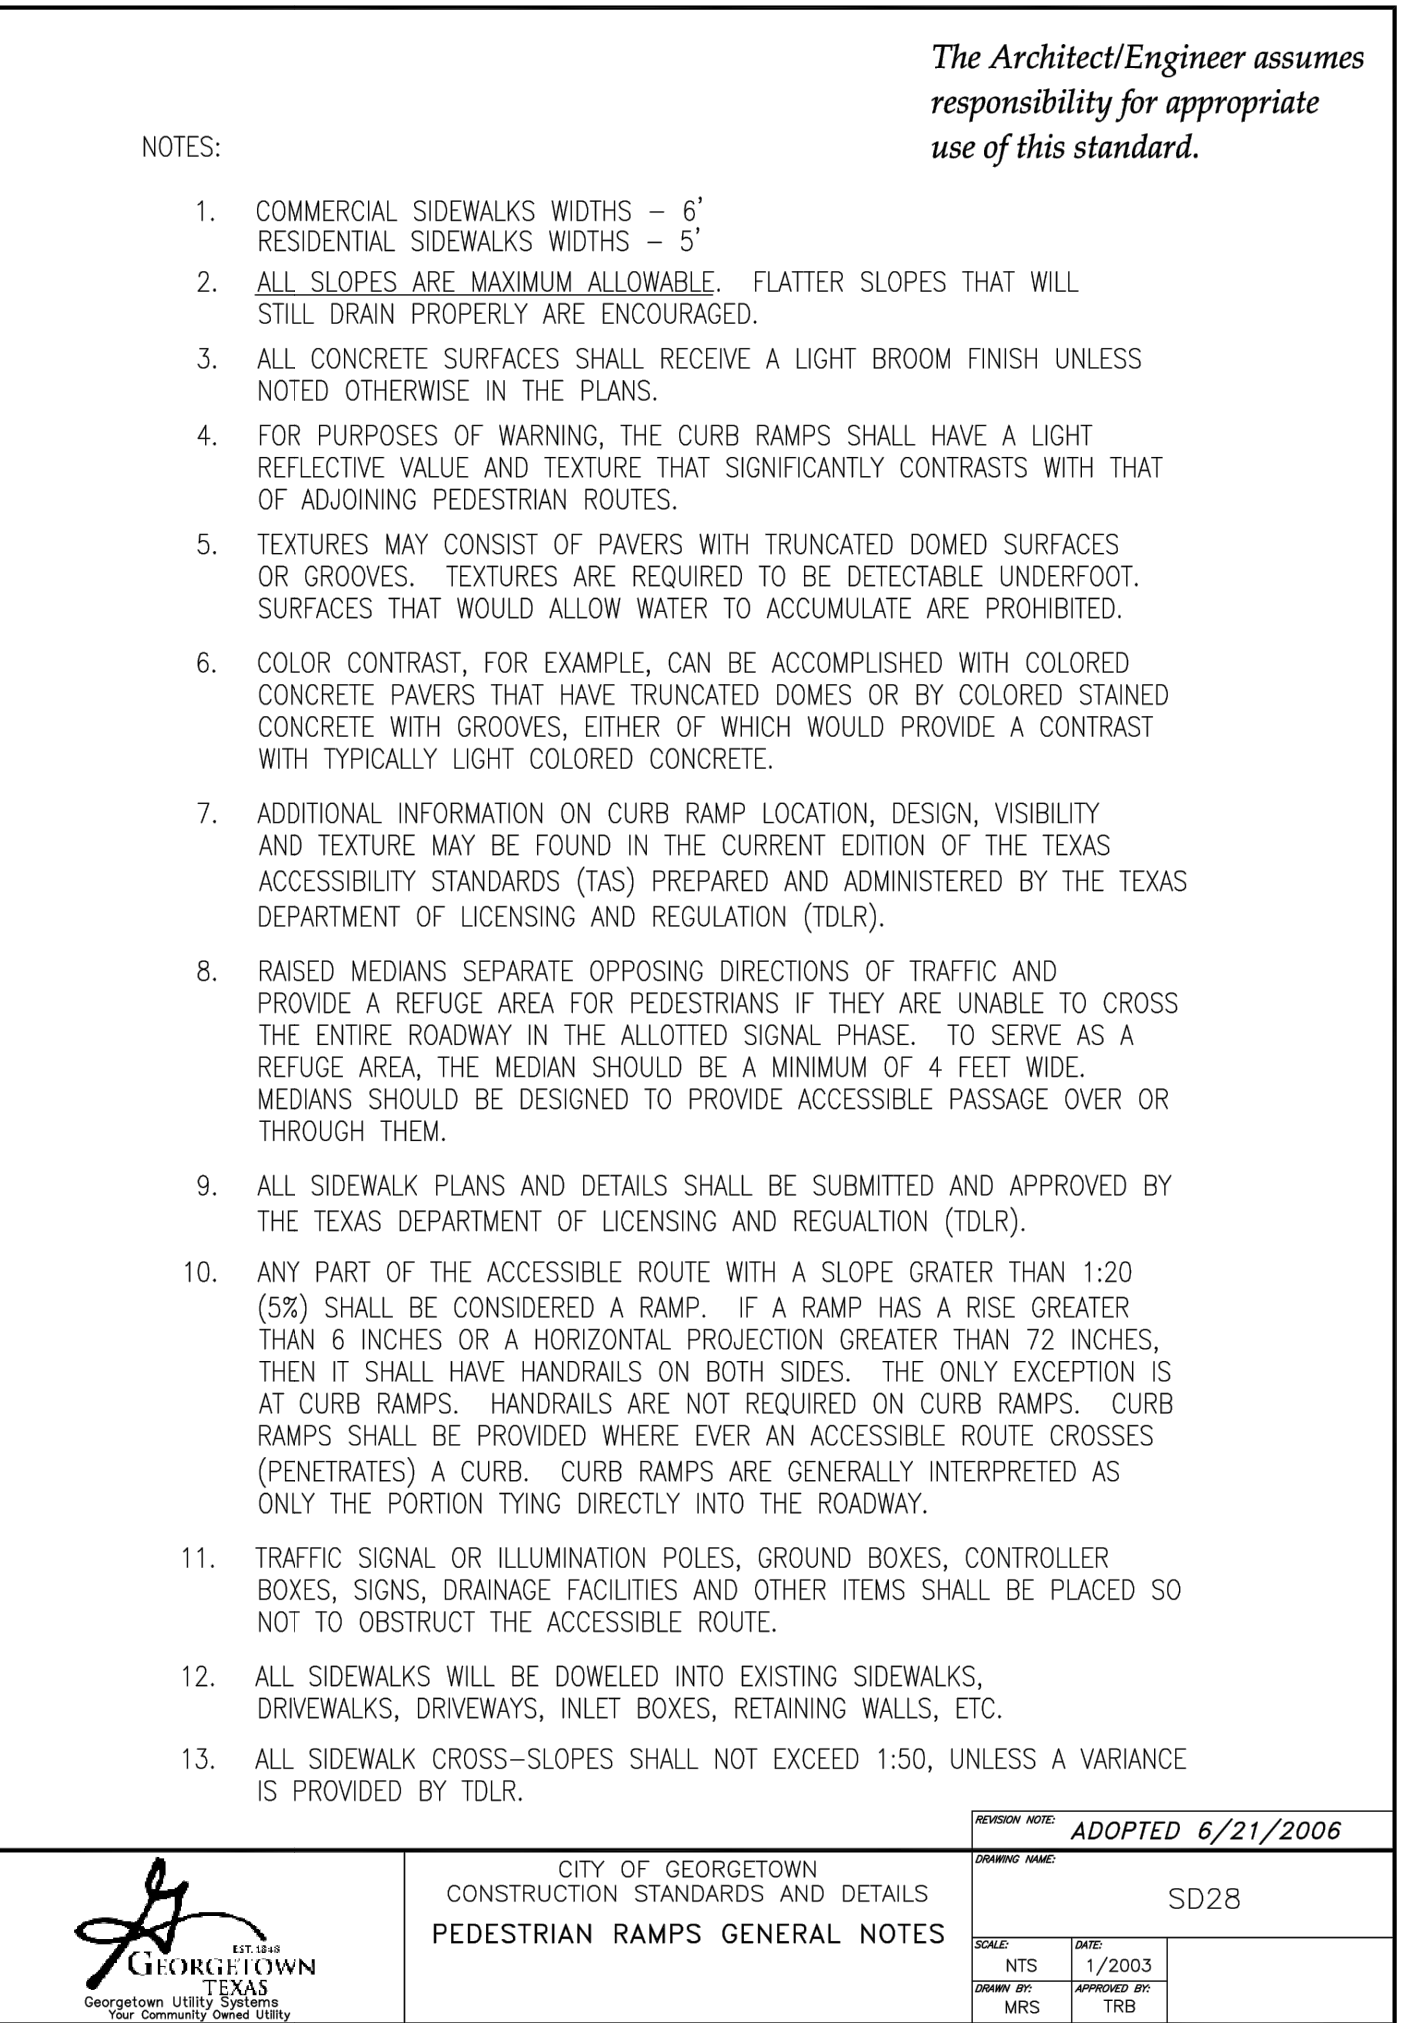 The Architect/Engineer assumes
responsibility for appropriate
use of this standard.
NOTES:
1. COMMERCIAL SIDEWALKS WIDTHS – 6'
RESIDENTIAL SIDEWALKS WIDTHS – 5'
2. ALL SLOPES ARE MAXIMUM ALLOWABLE. FLATTER SLOPES THAT WILL
STILL DRAIN PROPERLY ARE ENCOURAGED.
3. ALL CONCRETE SURFACES SHALL RECEIVE A LIGHT BROOM FINISH UNLESS
NOTED OTHERWISE IN THE PLANS.
4. FOR PURPOSES OF WARNING, THE CURB RAMPS SHALL HAVE A LIGHT
REFLECTIVE VALUE AND TEXTURE THAT SIGNIFICANTLY CONTRASTS WITH THAT
OF ADJOINING PEDESTRIAN ROUTES.
5. TEXTURES MAY CONSIST OF PAVERS WITH TRUNCATED DOMED SURFACES
OR GROOVES. TEXTURES ARE REQUIRED TO BE DETECTABLE UNDERFOOT.
SURFACES THAT WOULD ALLOW WATER TO ACCUMULATE ARE PROHIBITED.
6. COLOR CONTRAST, FOR EXAMPLE, CAN BE ACCOMPLISHED WITH COLORED
CONCRETE PAVERS THAT HAVE TRUNCATED DOMES OR BY COLORED STAINED
CONCRETE WITH GROOVES, EITHER OF WHICH WOULD PROVIDE A CONTRAST
WITH TYPICALLY LIGHT COLORED CONCRETE.
7. ADDITIONAL INFORMATION ON CURB RAMP LOCATION, DESIGN, VISIBILITY
AND TEXTURE MAY BE FOUND IN THE CURRENT EDITION OF THE TEXAS
ACCESSIBILITY STANDARDS (TAS) PREPARED AND ADMINISTERED BY THE TEXAS
DEPARTMENT OF LICENSING AND REGULATION (TDLR).
8. RAISED MEDIANS SEPARATE OPPOSING DIRECTIONS OF TRAFFIC AND
PROVIDE A REFUGE AREA FOR PEDESTRIANS IF THEY ARE UNABLE TO CROSS
THE ENTIRE ROADWAY IN THE ALLOTTED SIGNAL PHASE. TO SERVE AS A
REFUGE AREA, THE MEDIAN SHOULD BE A MINIMUM OF 4 FEET WIDE.
MEDIANS SHOULD BE DESIGNED TO PROVIDE ACCESSIBLE PASSAGE OVER OR
THROUGH THEM.
9. ALL SIDEWALK PLANS AND DETAILS SHALL BE SUBMITTED AND APPROVED BY
THE TEXAS DEPARTMENT OF LICENSING AND REGUALTION (TDLR).
10. ANY PART OF THE ACCESSIBLE ROUTE WITH A SLOPE GRATER THAN 1:20
(5%) SHALL BE CONSIDERED A RAMP. IF A RAMP HAS A RISE GREATER
THAN 6 INCHES OR A HORIZONTAL PROJECTION GREATER THAN 72 INCHES,
THEN IT SHALL HAVE HANDRAILS ON BOTH SIDES. THE ONLY EXCEPTION IS
AT CURB RAMPS. HANDRAILS ARE NOT REQUIRED ON CURB RAMPS. CURB
RAMPS SHALL BE PROVIDED WHERE EVER AN ACCESSIBLE ROUTE CROSSES
(PENETRATES) A CURB. CURB RAMPS ARE GENERALLY INTERPRETED AS
ONLY THE PORTION TYING DIRECTLY INTO THE ROADWAY.
11. TRAFFIC SIGNAL OR ILLUMINATION POLES, GROUND BOXES, CONTROLLER
BOXES, SIGNS, DRAINAGE FACILITIES AND OTHER ITEMS SHALL BE PLACED SO
NOT TO OBSTRUCT THE ACCESSIBLE ROUTE.
12. ALL SIDEWALKS WILL BE DOWELED INTO EXISTING SIDEWALKS,
DRIVEWALKS, DRIVEWAYS, INLET BOXES, RETAINING WALLS, ETC.
13. ALL SIDEWALK CROSS–SLOPES SHALL NOT EXCEED 1:50, UNLESS A VARIANCE
IS PROVIDED BY TDLR.
REVISION NOTE: ADOPTED 6/21/2006
EST. 1848
GEORGETOWN
TEXAS
Georgetown Utility Systems
Your Community Owned Utility
CITY OF GEORGETOWN
CONSTRUCTION STANDARDS AND DETAILS
PEDESTRIAN RAMPS GENERAL NOTES
DRAWING NAME:
SD28
SCALE: DATE:
NTS 1/2003
DRAWN BY: APPROVED BY:
MRS TRB